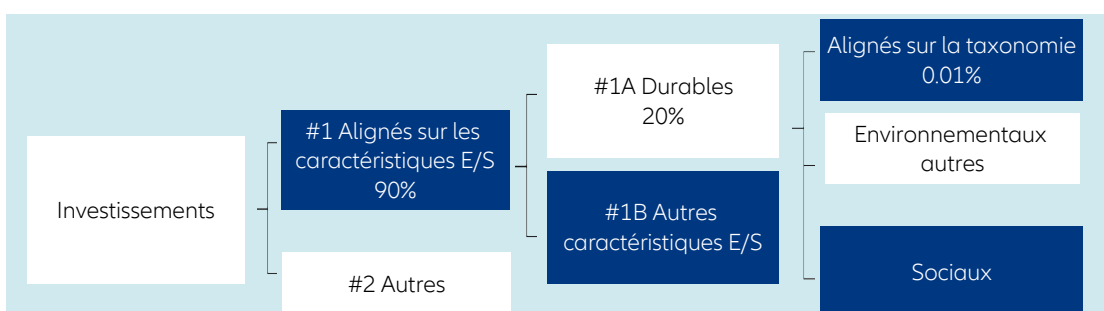 Investissements
#1 Alignés sur les
caractéristiques E/S
90%
#2 Autres
#1A Durables
20%
#1B Autres
caractéristiques E/S
Alignés sur la taxonomie
0.01%
Environnementaux
autres
Sociaux